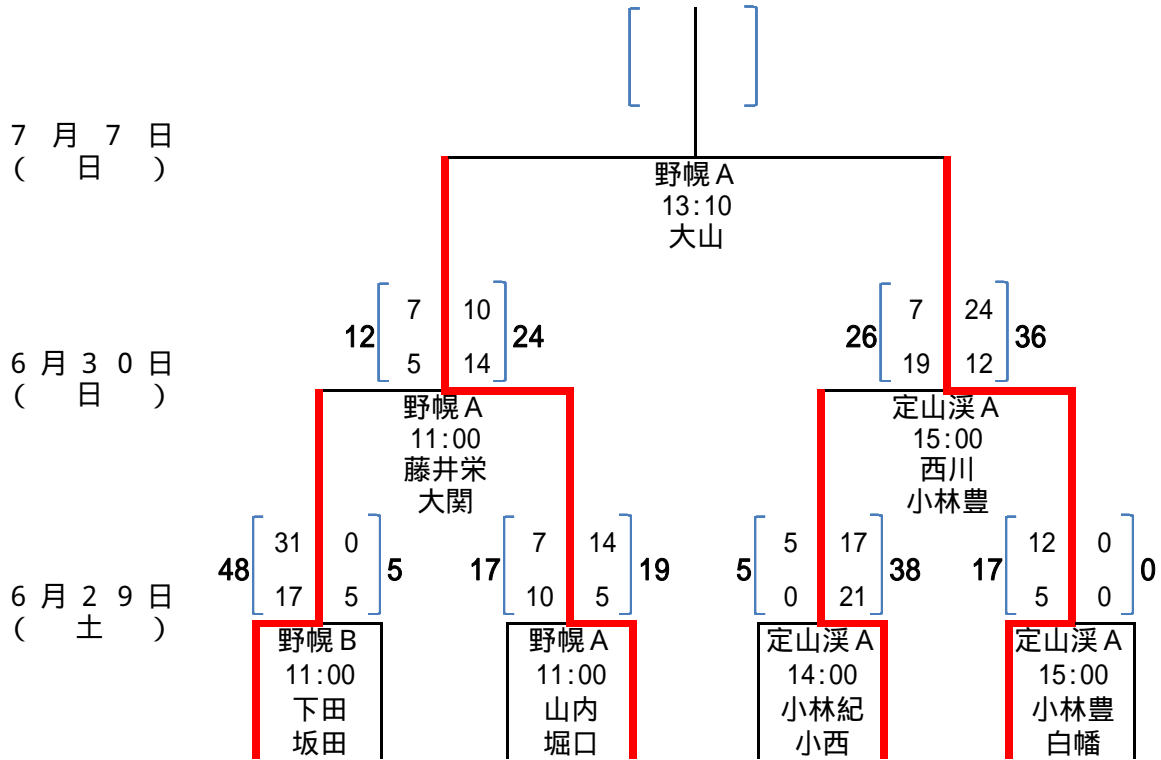 7月7日
(日)
野幌A
13:10
大山
7 10
12 24
5 14
7 24
26 36
19 12
6月30日
(日)
野幌A
11:00
藤井栄
大関
定山渓A
15:00
西川
小林豊
31 0
48 5
17 5
7 14
17 19
10 5
5 17
5 38
0 21
12 0
17 0
5 0
6月29日
(土)
野幌B
11:00
下田
坂田
野幌A
11:00
山内
堀口
定山渓A
14:00
小林紀
小西
定山渓A
15:00
小林豊
白幡